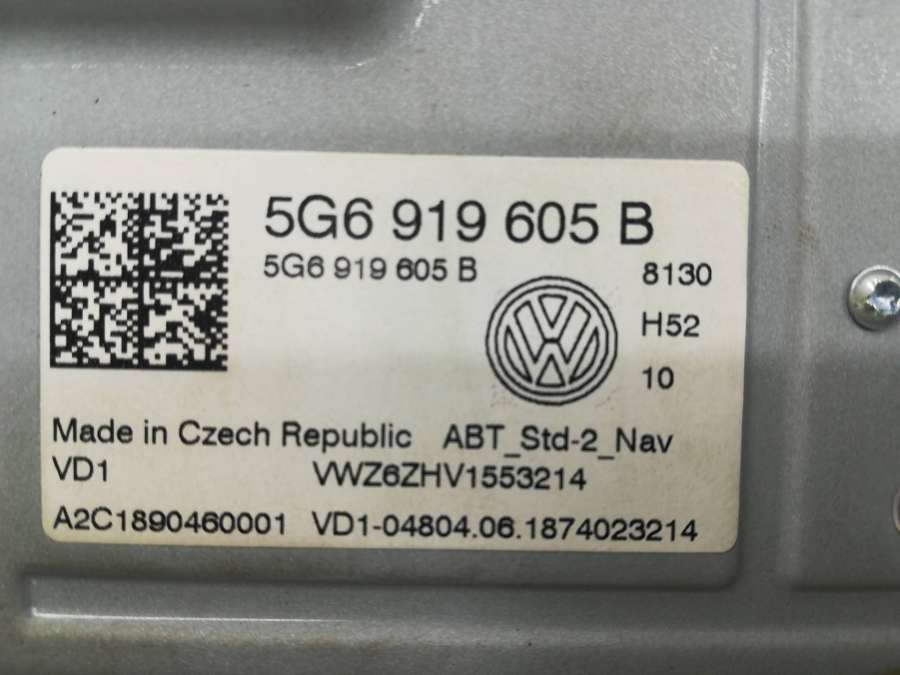 5G6 919 605 B
5G6 919 605 B
8130
H52
10
Made in Czech Republic ABT_Std-2_Nav
VD1 VWZ6ZHV1553214
A2C1890460001 VD1-04804.06.1874023214